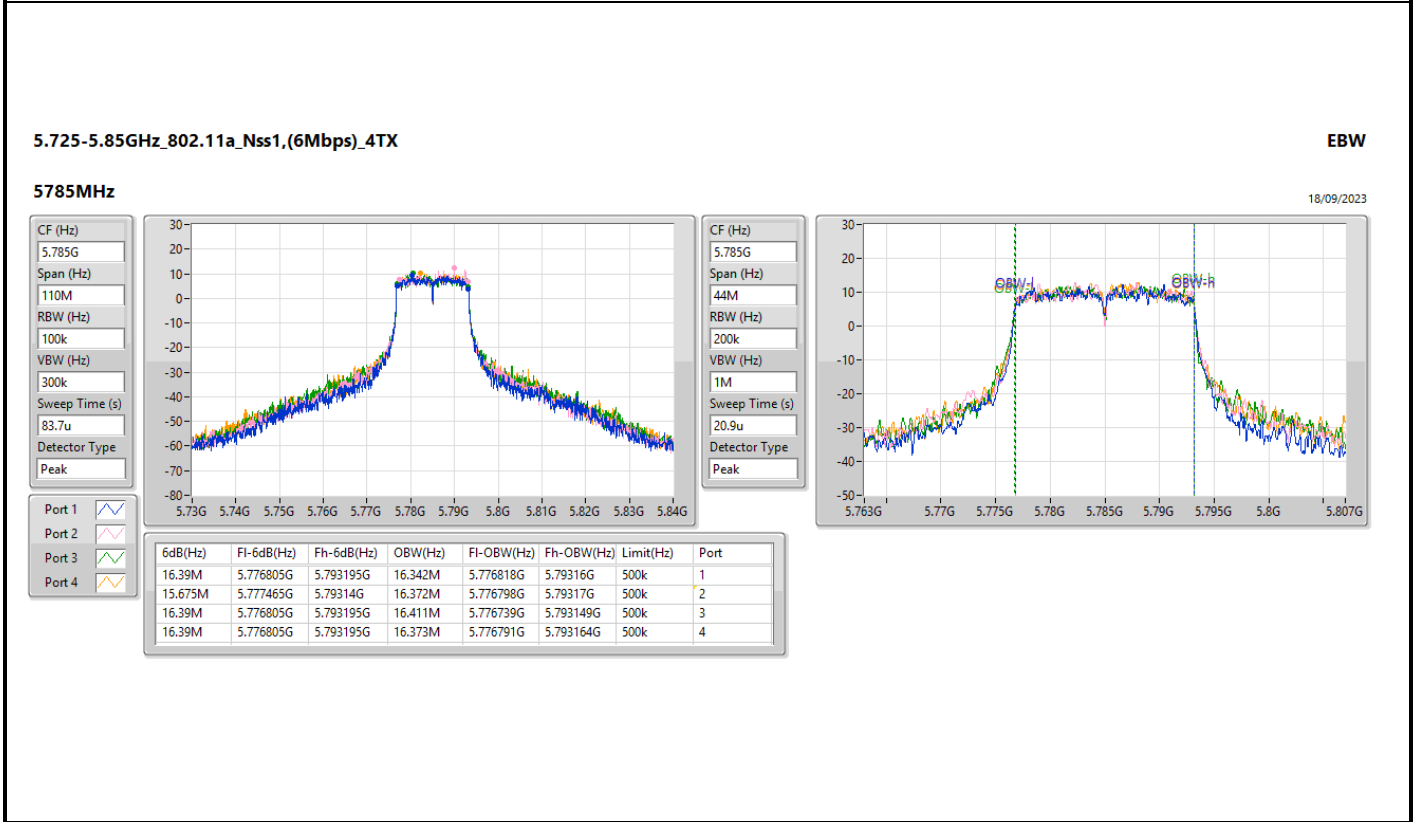 5.725-5.85GHz_802.11a_Nss1,(6Mbps)_4TX EBW
5785MHz
18/09/2023
CF (Hz)
5.785G
Span (Hz)
110M
RBW (Hz)
100k
VBW (Hz)
300k
Sweep Time (s)
83.7u
Detector Type
Peak
30
20
10
0
-10
-20
-30
-40
-50
-60
-70
-80
5.73G 5.74G 5.75G 5.76G 5.77G 5.78G 5.79G 5.8G 5.81G 5.82G 5.83G 5.84G
CF (Hz)
5.785G
Span (Hz)
44M
RBW (Hz)
200k
VBW (Hz)
1M
Sweep Time (s)
20.9u
Detector Type
Peak
30
20
10
0
-10
-20
-30
-40
-50
OBW-l OBW-h
5.763G 5.77G 5.775G 5.78G 5.785G 5.79G 5.795G 5.8G 5.807G
Port 1
Port 2
Port 3
Port 4
6dB(Hz) Fl-6dB(Hz) Fh-6dB(Hz) OBW(Hz) Fl-OBW(Hz) Fh-OBW(Hz) Limit(Hz) Port
16.39M 5.776805G 5.793195G 16.342M 5.776818G 5.79316G 500k 1
15.675M 5.777465G 5.79314G 16.372M 5.776798G 5.79317G 500k 2
16.39M 5.776805G 5.793195G 16.411M 5.776739G 5.793149G 500k 3
16.39M 5.776805G 5.793195G 16.373M 5.776791G 5.793164G 500k 4